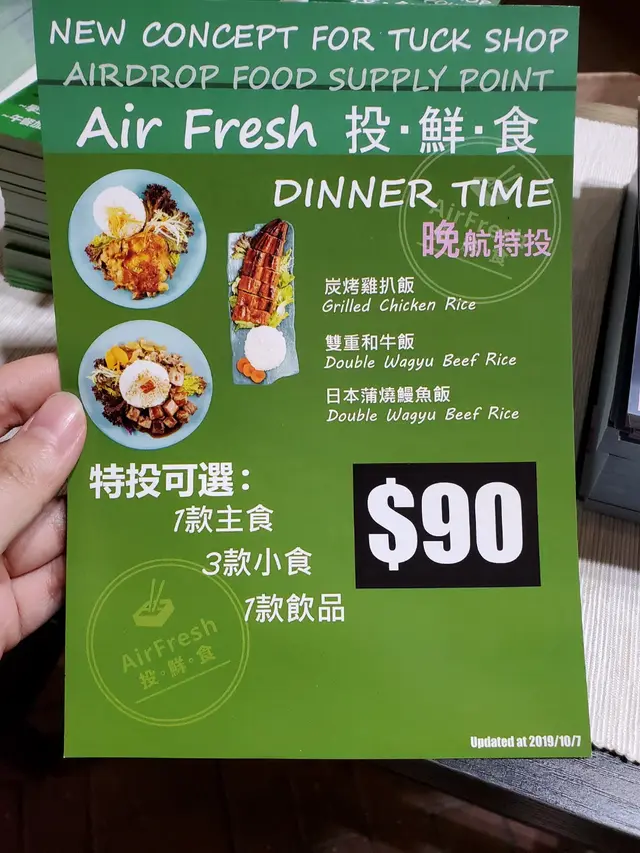 NEW CONCEPT FOR TUCK SHOP
AIRDROP FOOD SUPPLY POINT
Air Fresh 投·鮮·食
DINNER TIME
晚航特投
炭烤雞扒飯
Grilled Chicken Rice
雙重和牛飯
Double Wagyu Beef Rice
日本蒲燒鰻魚飯
Double Wagyu Beef Rice
特投可選：
1款主食
3款小食
1款飲品
$90
AirFresh
投。鮮。食
AirFresh
食
Updated at 2019/10/7